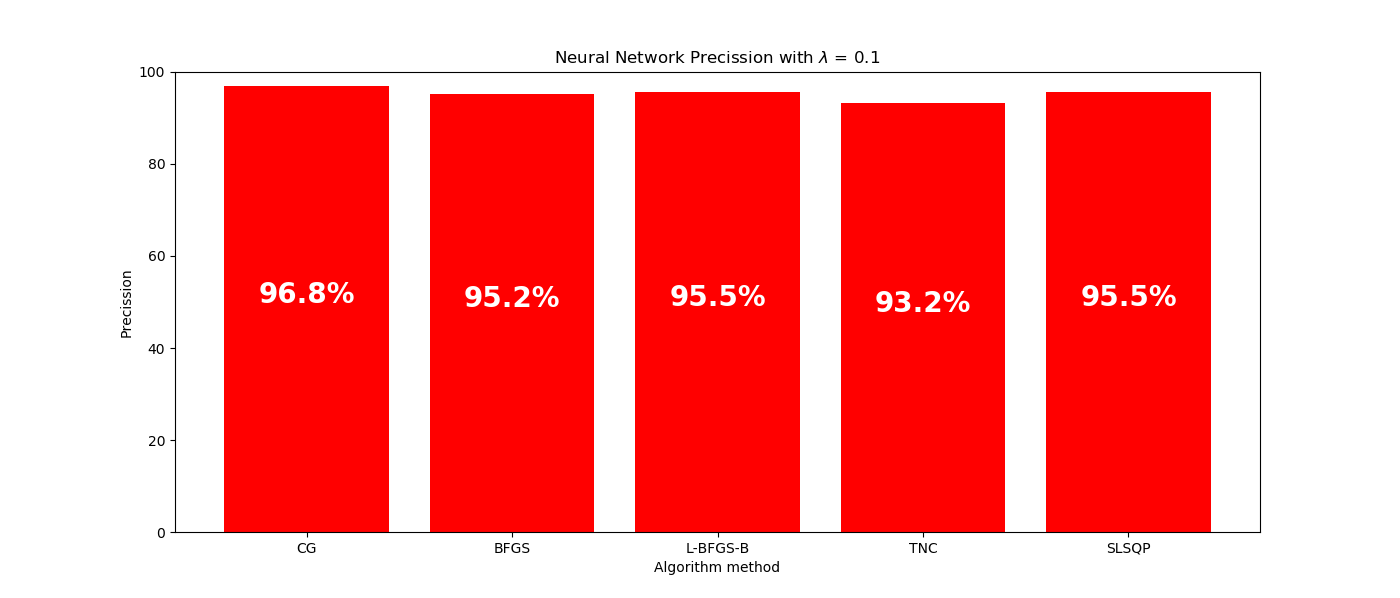 Neural Network Precission with λ = 0.1
100
80
60
40
20
0
Precission
96.8%
95.2%
95.5%
93.2%
95.5%
CG
BFGS
L-BFGS-B
TNC
SLSQP
Algorithm method